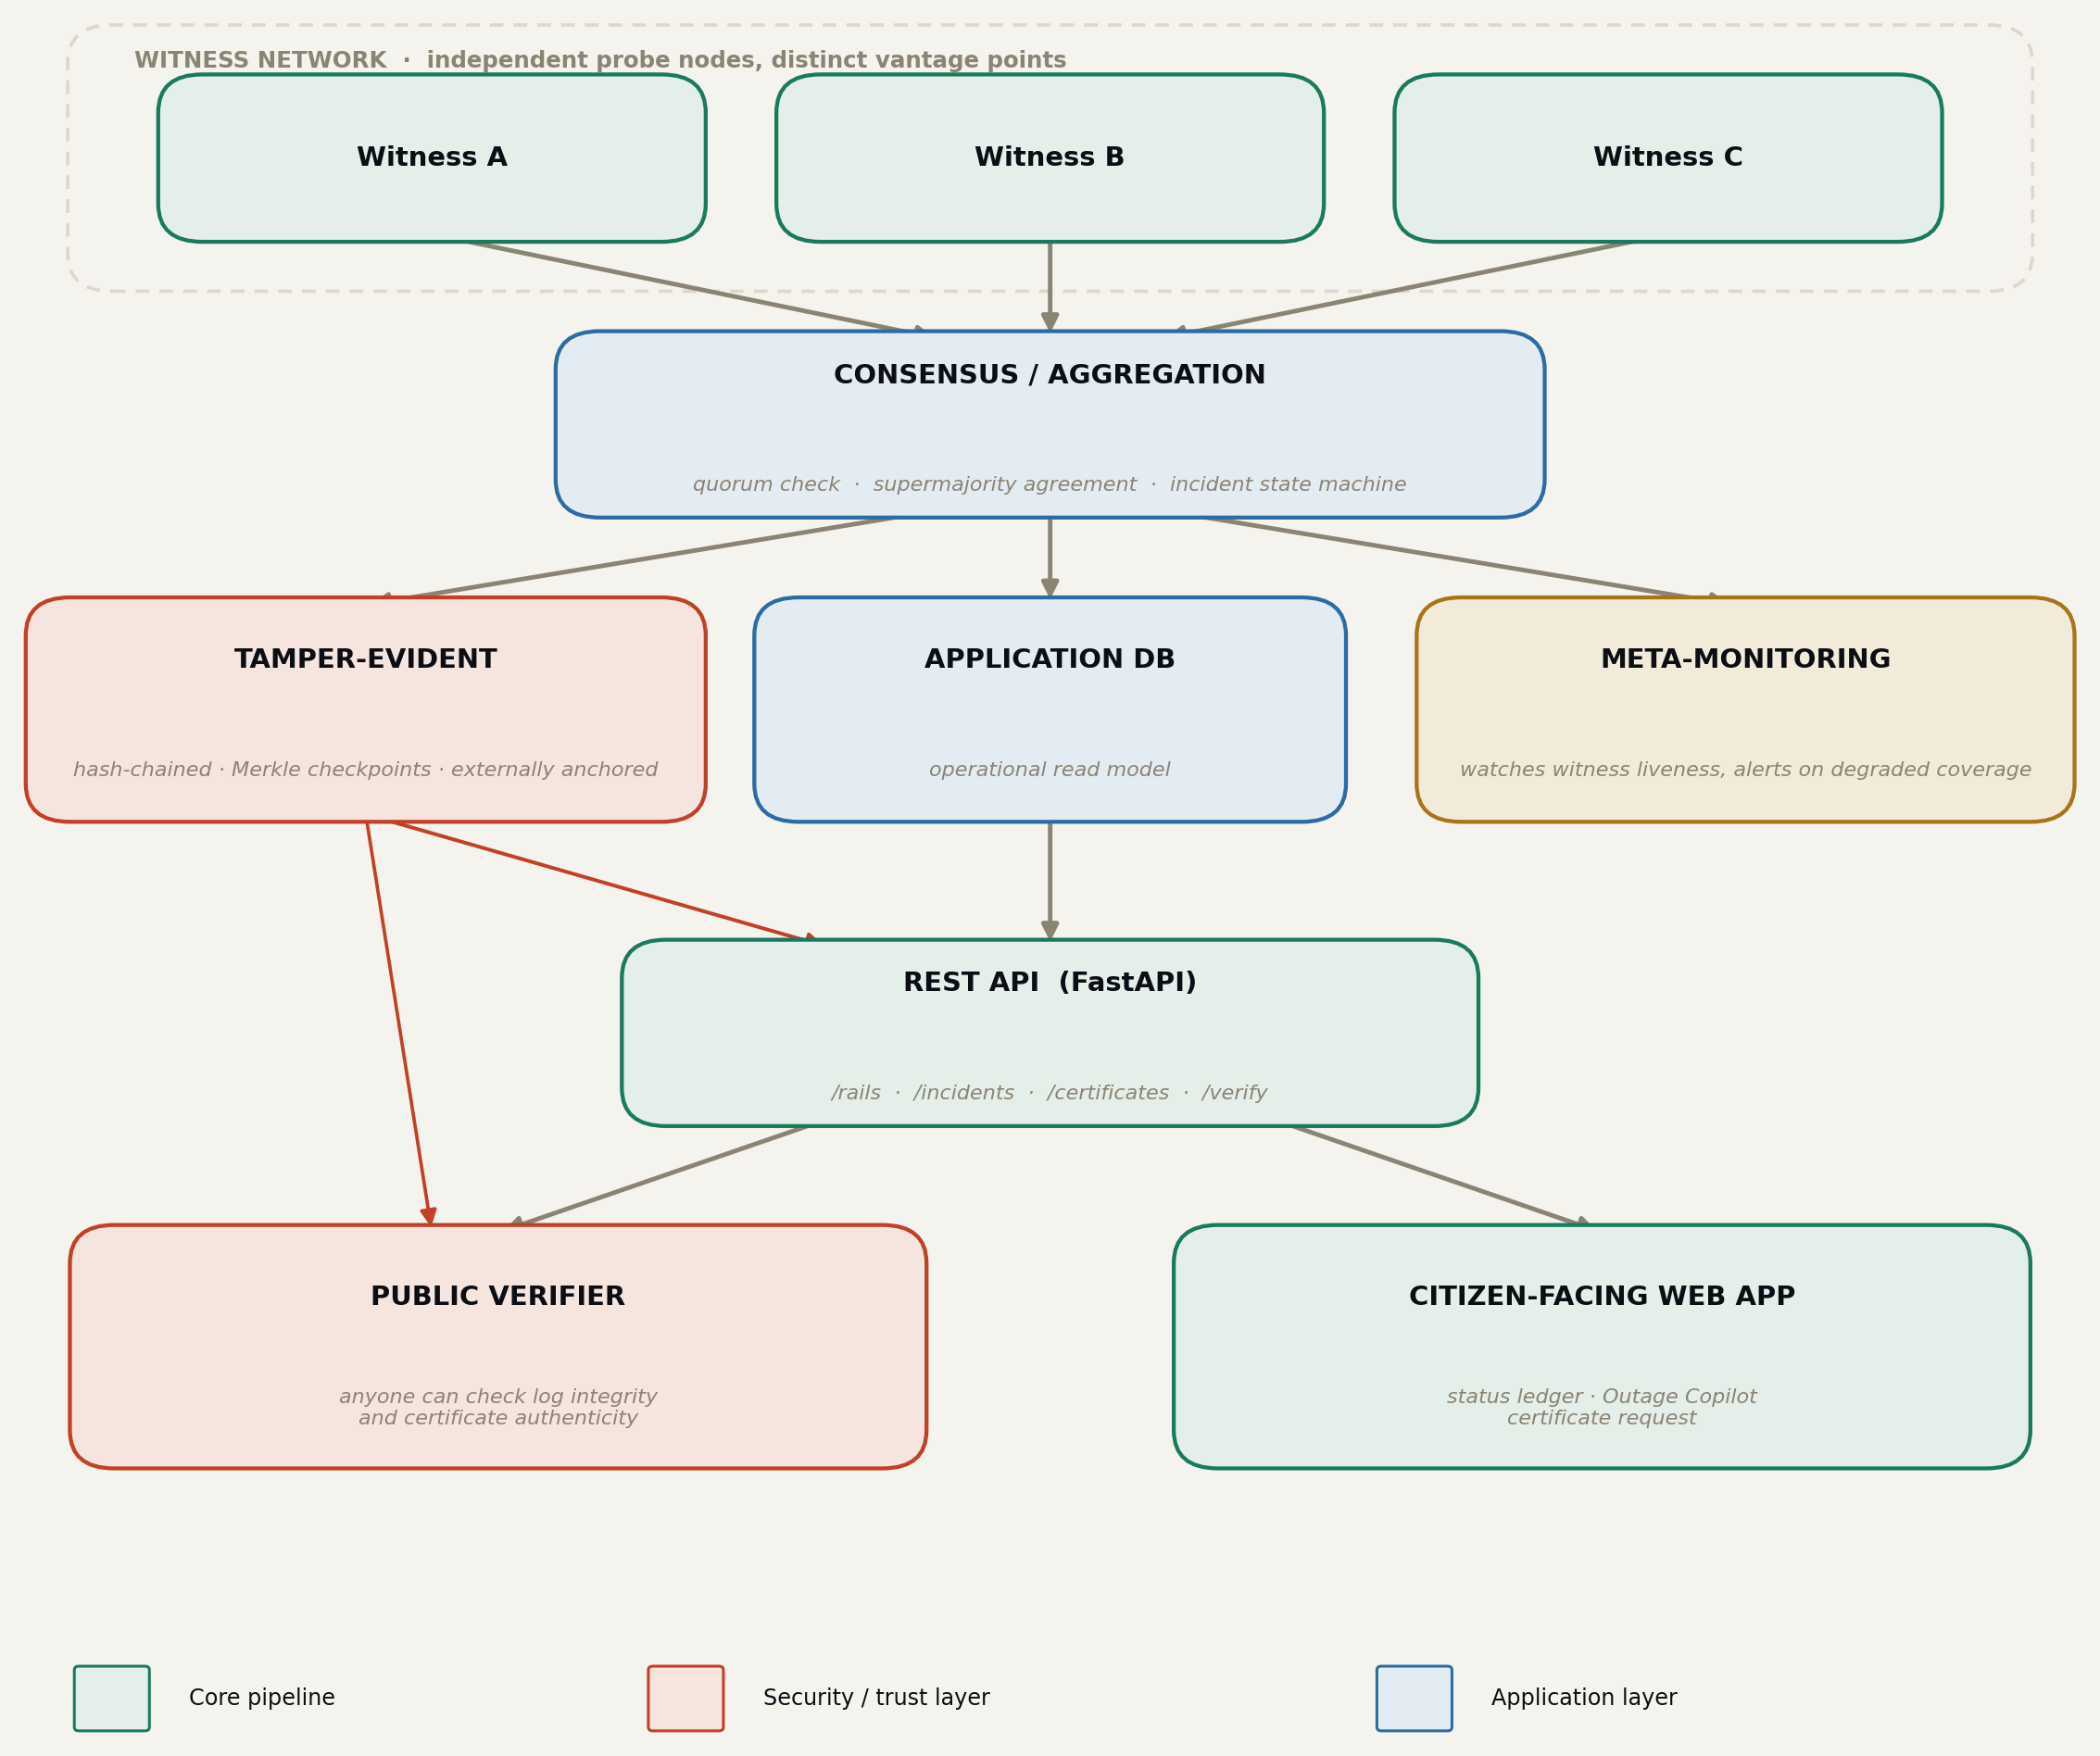 WITNESS NETWORK  ·  independent probe nodes, distinct vantage points
Witness A
Witness B
Witness C
CONSENSUS / AGGREGATION
quorum check  ·  supermajority agreement  ·  incident state machine
TAMPER-EVIDENT
hash-chained · Merkle checkpoints · externally anchored
APPLICATION DB
operational read model
META-MONITORING
watches witness liveness, alerts on degraded coverage
REST API  (FastAPI)
/rails  ·  /incidents  ·  /certificates  ·  /verify
PUBLIC VERIFIER
anyone can check log integrity
and certificate authenticity
CITIZEN-FACING WEB APP
status ledger · Outage Copilot
certificate request
Core pipeline
Security / trust layer
Application layer